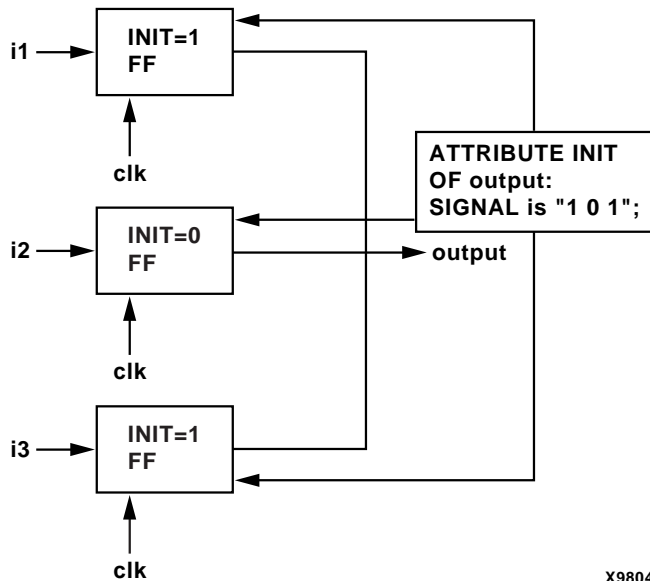 INIT=1
FF
i1
clk
ATTRIBUTE INIT
OF output:
SIGNAL is "1 0 1";
INIT=0
FF
i2
output
clk
INIT=1
FF
i3
clk
X9804